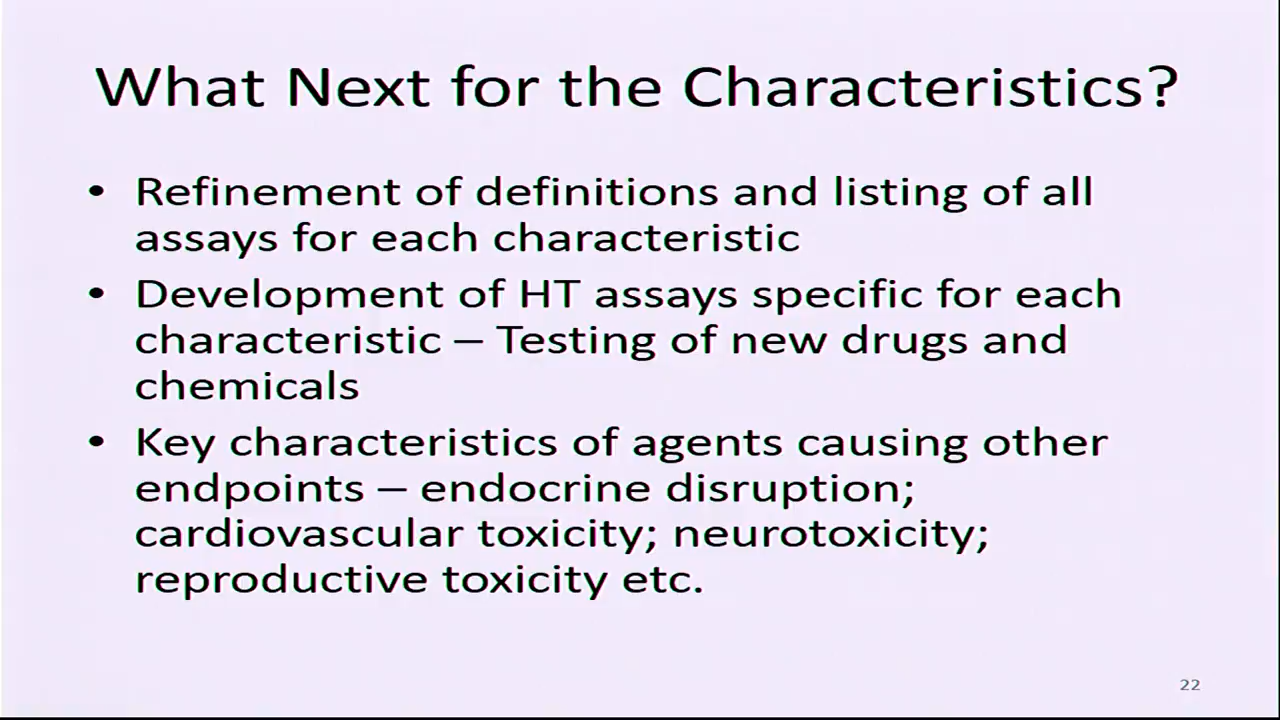 What Next for the Characteristics?
• Refinement of definitions and listing of all
assays for each characteristic
• Development of HT assays specific for each
characteristic – Testing of new drugs and
chemicals
• Key characteristics of agents causing other
endpoints – endocrine disruption;
cardiovascular toxicity; neurotoxicity;
reproductive toxicity etc.
22